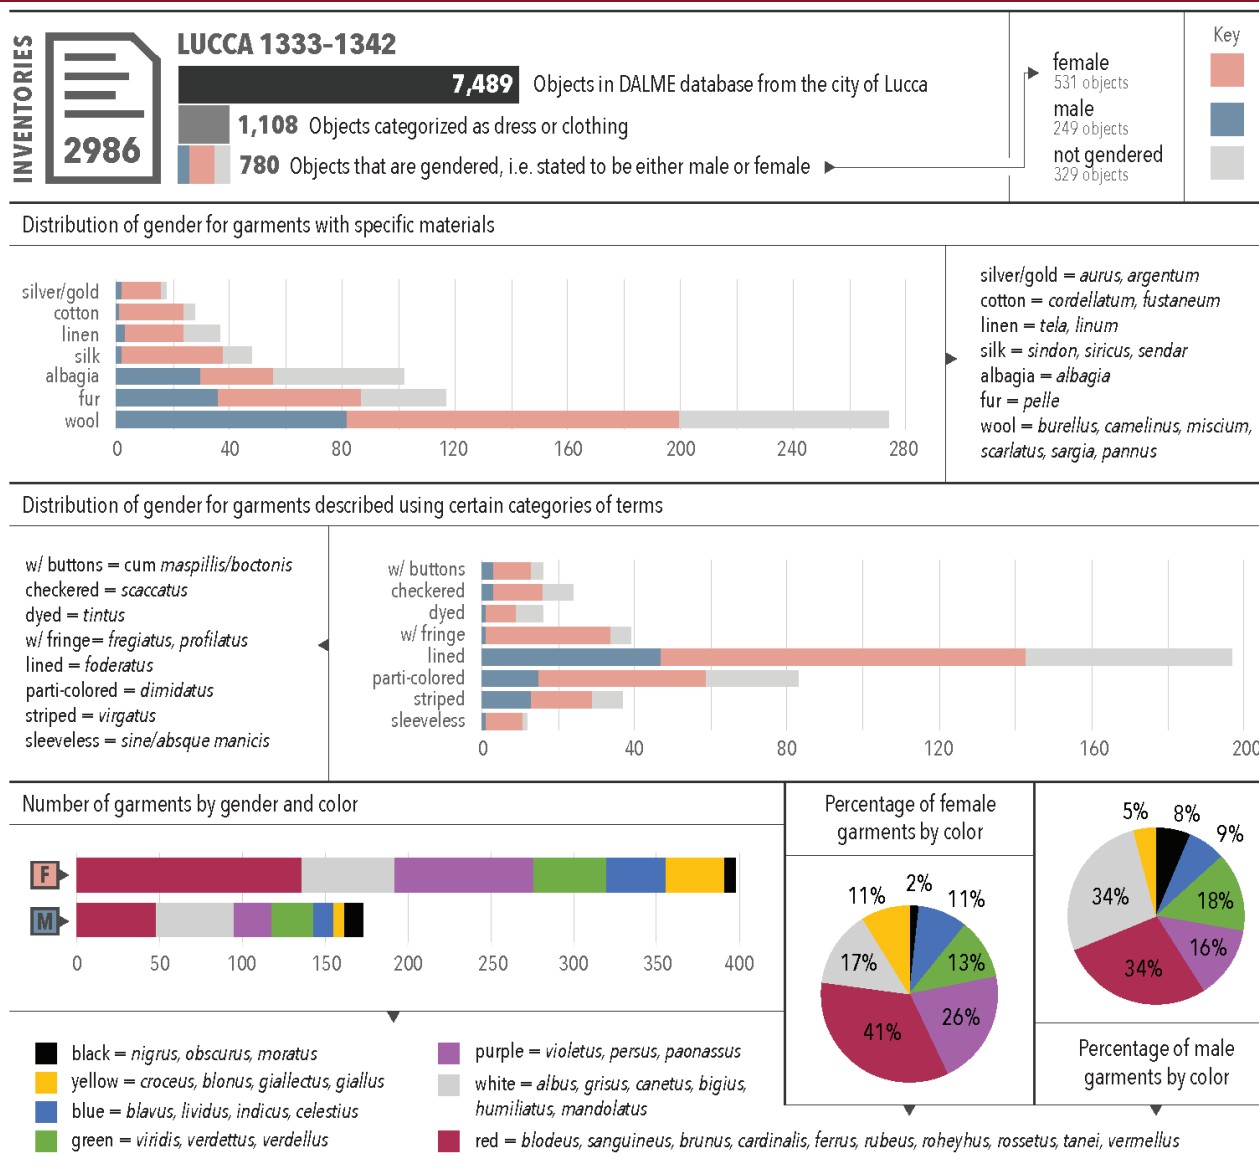 INVENTORIES
2986
LUCCA 1333–1342
7,489 Objects in DALME database from the city of Lucca
1,108 Objects categorized as dress or clothing
780 Objects that are gendered, i.e. stated to be either male or female
female
531 objects
male
249 objects
not gendered
329 objects
Key
Distribution of gender for garments with specific materials
silver/gold
cotton
linen
silk
albagia
fur
wool
0 40 80 120 160 200 240 280
silver/gold = aurus, argentum
cotton = cordellatum, fustaneum
linen = tela, linum
silk = sindon, siricus, sendar
albagia = albagia
fur = pelle
wool = burellus, camelinus, miscium,
scarlatus, sargia, pannus
Distribution of gender for garments described using certain categories of terms
w/ buttons = cum maspillis/boctonis
checkered = scaccatus
dyed = tintus
w/ fringe= fregiatus, profilatus
lined = foderatus
parti-colored = dimidatus
striped = virgatus
sleeveless = sine/absque manicis
w/ buttons
checkered
dyed
w/ fringe
lined
parti-colored
striped
sleeveless
0 40 80 120 160 200
Number of garments by gender and color
F
M
0 50 100 150 200 250 300 350 400
black = nigrus, obscurus, moratus
yellow = croceus, blonus, giallectus, giallus
blue = blavus, lividus, indicus, celestius
green = viridis, verdettus, verdellus
purple = violetus, persus, paonassus
white = albus, grisus, canetus, bigius,
humiliatus, mandolatus
red = blodeus, sanguineus, brunus, cardinalis, ferrus, rubeus, roheyhus, rossetus, tanei, vermellus
Percentage of female
garments by color
11% 2% 11%
17% 13%
41% 26%
5% 8% 9%
34% 18%
34% 16%
Percentage of male
garments by color